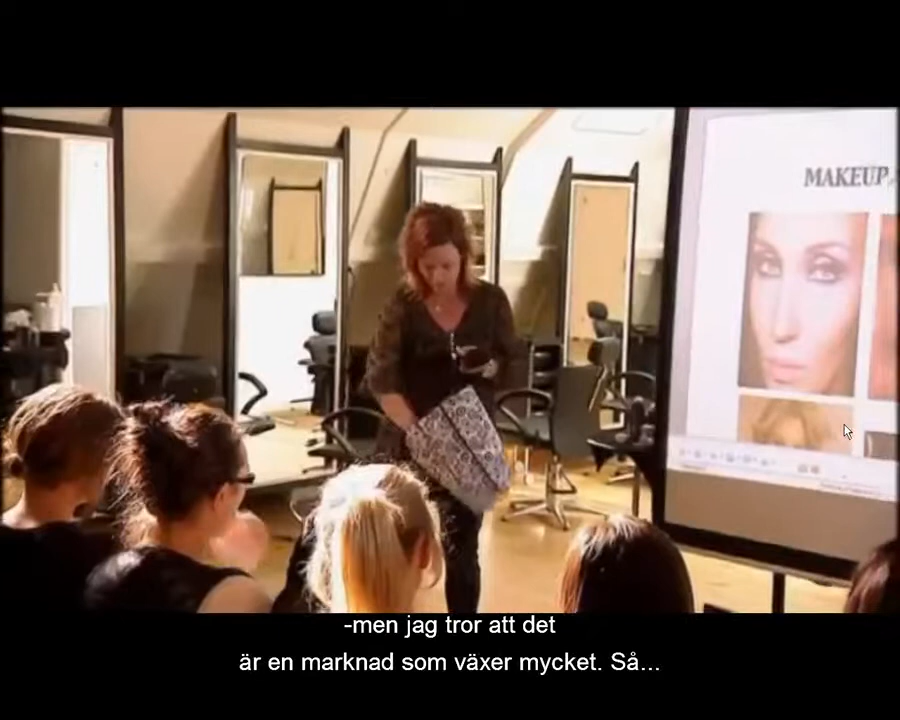 MAKEUP
-men jag tror att det
är en marknad som växer mycket. Så...